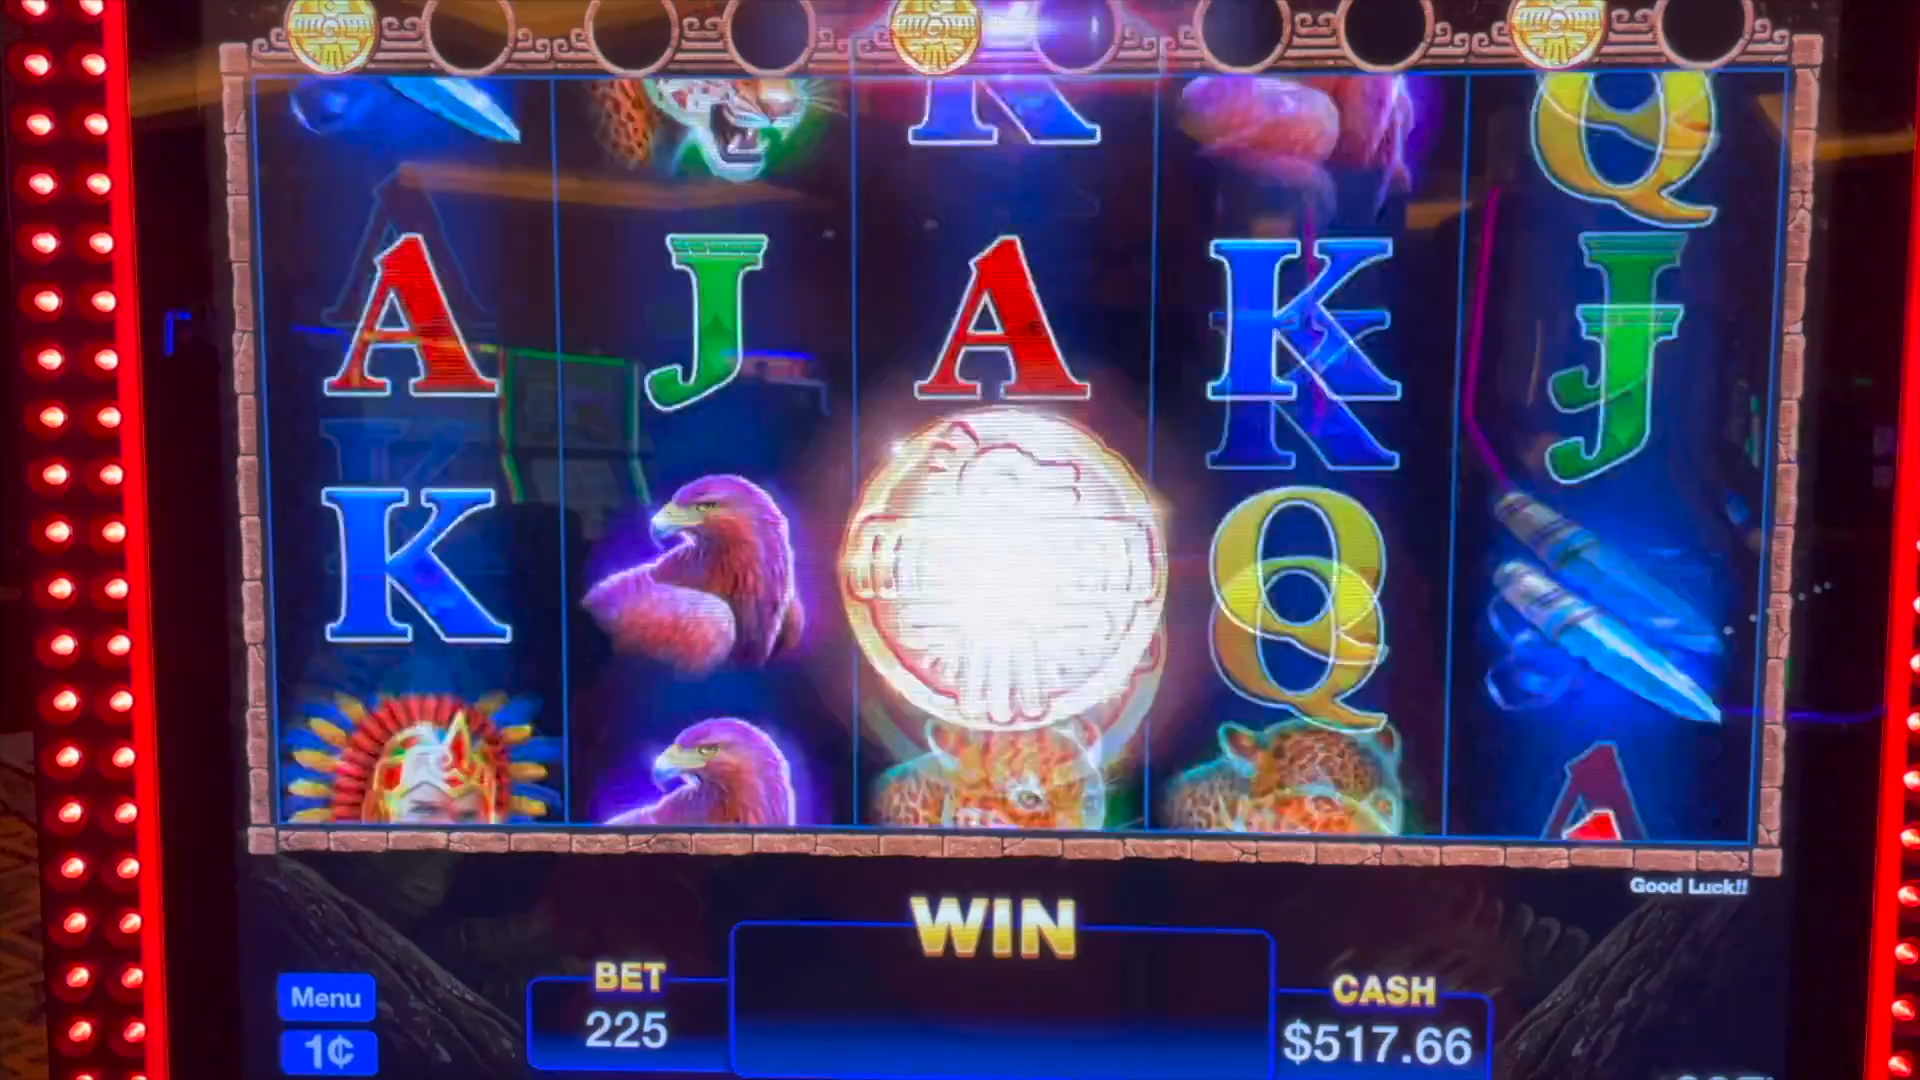 K Q
A J A K J
K Q
A
Good Luck!!
WIN
BET
225
CASH
$517.66
Menu
1¢